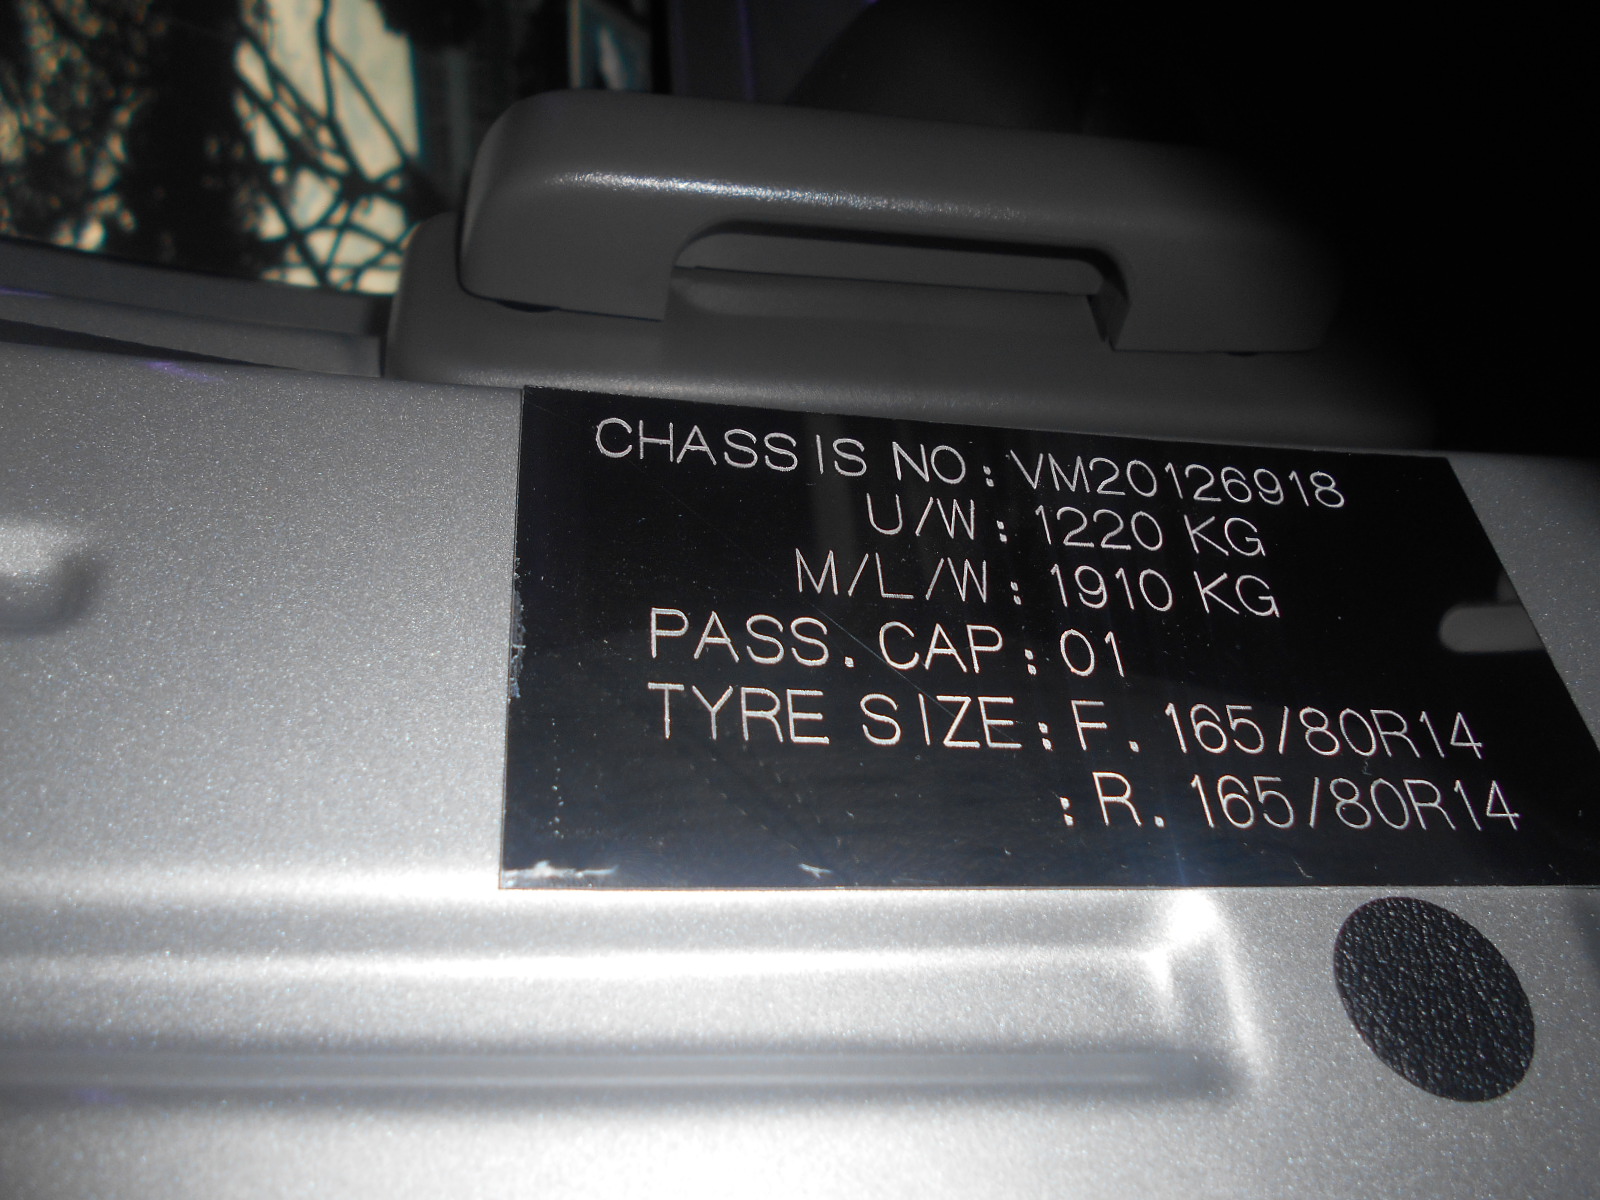 CHASSIS NO: VM20126918
U/W: 1220 KG
M/L/W: 1910 KG
PASS. CAP: 01
TYRE SIZE: F. 165/80R14
: R. 165/80R14